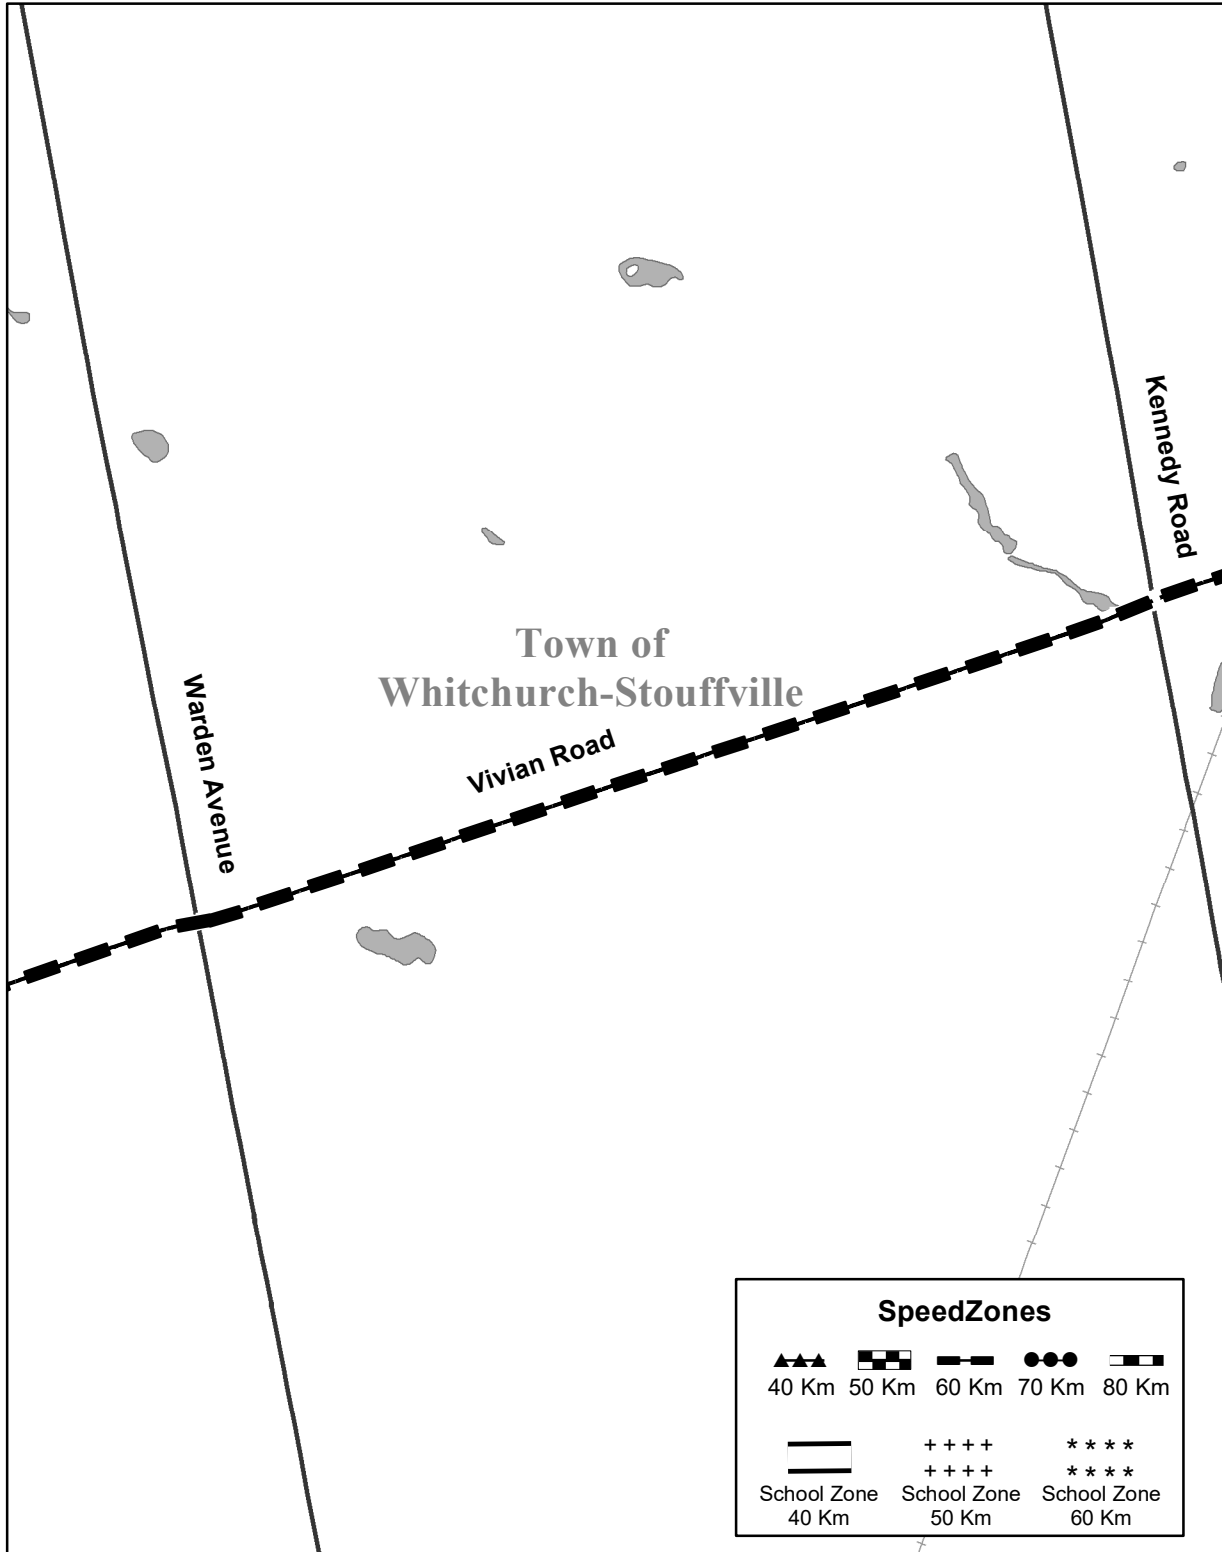 Kennedy Road
Town of
Whitchurch-Stouffville
Warden Avenue
Vivian Road
SpeedZones
40 Km 50 Km 60 Km 70 Km 80 Km
+ + + + * * * *
+ + + + * * * *
School Zone School Zone School Zone
40 Km 50 Km 60 Km